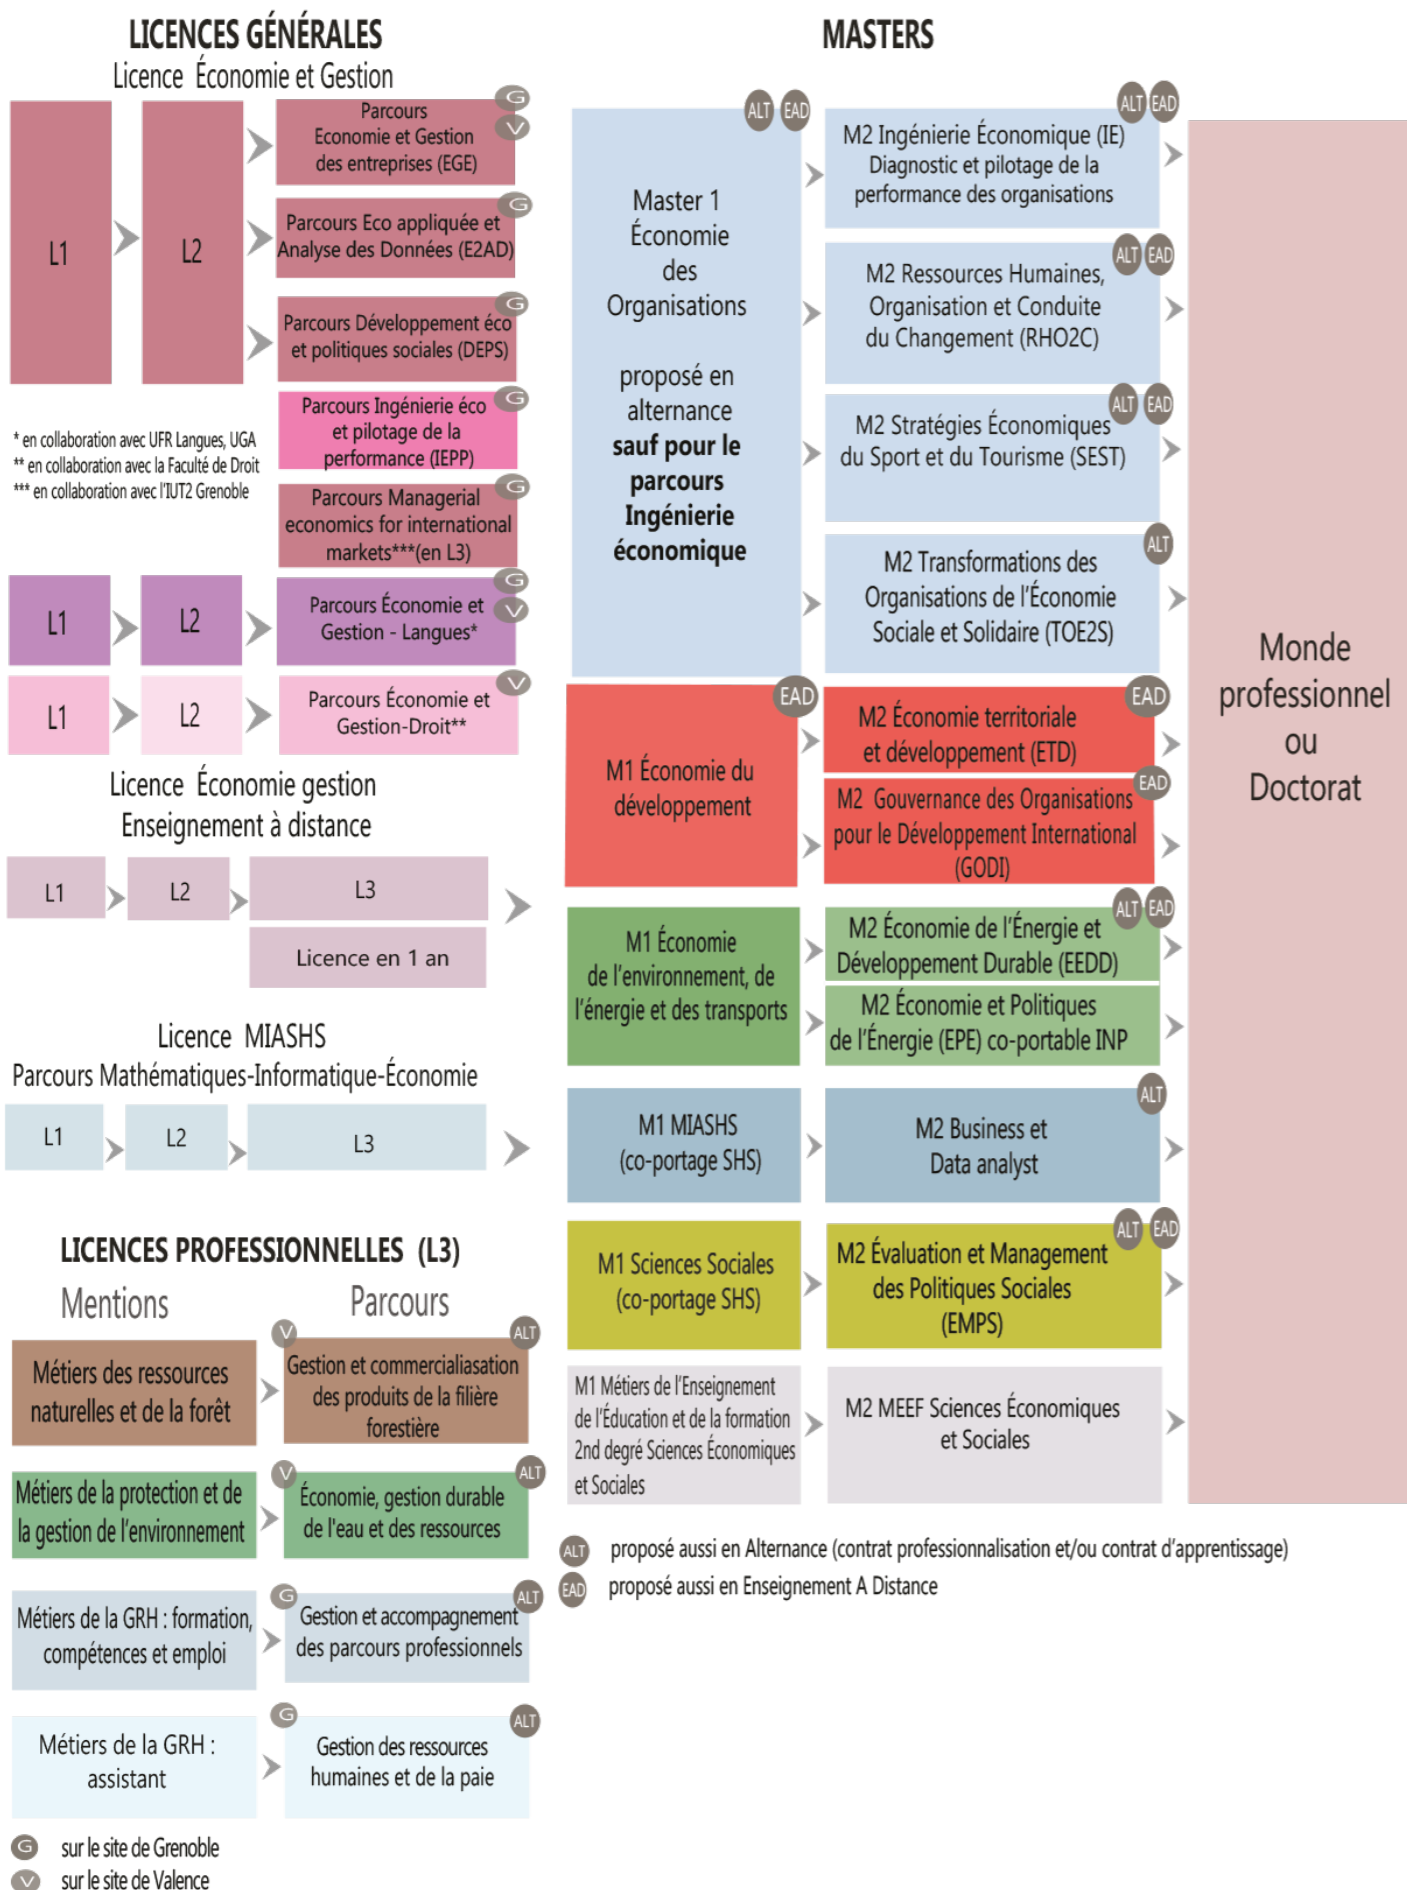 LICENCES GÉNÉRALES
Licence Économie et Gestion
L1
L2
G
V
Parcours
Economie et Gestion
des entreprises (EGE)
G
Parcours Eco appliquée et
Analyse des Données (E2AD)
G
Parcours Développement éco
et politiques sociales (DEPS)
G
Parcours Ingénierie éco
et pilotage de la
performance (IEPP)
G
Parcours Managerial
economics for international
markets***(en L3)
* en collaboration avec UFR Langues, UGA
** en collaboration avec la Faculté de Droit
*** en collaboration avec l'IUT2 Grenoble
L1
L2
G
V
Parcours Économie et
Gestion - Langues*
L1
L2
V
Parcours Économie et
Gestion-Droit**
Licence Économie gestion
Enseignement à distance
L1
L2
L3
Licence en 1 an
Licence MIASHS
Parcours Mathématiques-Informatique-Économie
L1
L2
L3
LICENCES PROFESSIONNELLES (L3)
Mentions
Parcours
Métiers des ressources
naturelles et de la forêt
V
ALT
Gestion et commercialiasation
des produits de la filière
forestière
Métiers de la protection et de
la gestion de l'environnement
V
ALT
Économie, gestion durable
de l'eau et des ressources
Métiers de la GRH : formation,
compétences et emploi
G
ALT
Gestion et accompagnement
des parcours professionnels
Métiers de la GRH :
assistant
G
ALT
Gestion des ressources
humaines et de la paie
G sur le site de Grenoble
V sur le site de Valence
MASTERS
ALT EAD
Master 1
Économie
des
Organisations
proposé en
alternance
sauf pour le
parcours
Ingénierie
économique
ALT EAD
M2 Ingénierie Économique (IE)
Diagnostic et pilotage de la
performance des organisations
ALT EAD
M2 Ressources Humaines,
Organisation et Conduite
du Changement (RHO2C)
ALT EAD
M2 Stratégies Économiques
du Sport et du Tourisme (SEST)
ALT
M2 Transformations des
Organisations de l'Économie
Sociale et Solidaire (TOE2S)
EAD
M1 Économie du
développement
EAD
M2 Économie territoriale
et développement (ETD)
EAD
M2 Gouvernance des Organisations
pour le Développement International
(GODI)
M1 Économie
de l'environnement, de
l'énergie et des transports
ALT EAD
M2 Économie de l'Énergie et
Développement Durable (EEDD)
M2 Économie et Politiques
de l'Énergie (EPE) co-portable INP
M1 MIASHS
(co-portage SHS)
ALT
M2 Business et
Data analyst
M1 Sciences Sociales
(co-portage SHS)
ALT EAD
M2 Évaluation et Management
des Politiques Sociales
(EMPS)
M1 Métiers de l'Enseignement
de l'Éducation et de la formation
2nd degré Sciences Économiques
et Sociales
M2 MEEF Sciences Économiques
et Sociales
Monde
professionnel
ou
Doctorat
ALT proposé aussi en Alternance (contrat professionnalisation et/ou contrat d'apprentissage)
EAD proposé aussi en Enseignement A Distance